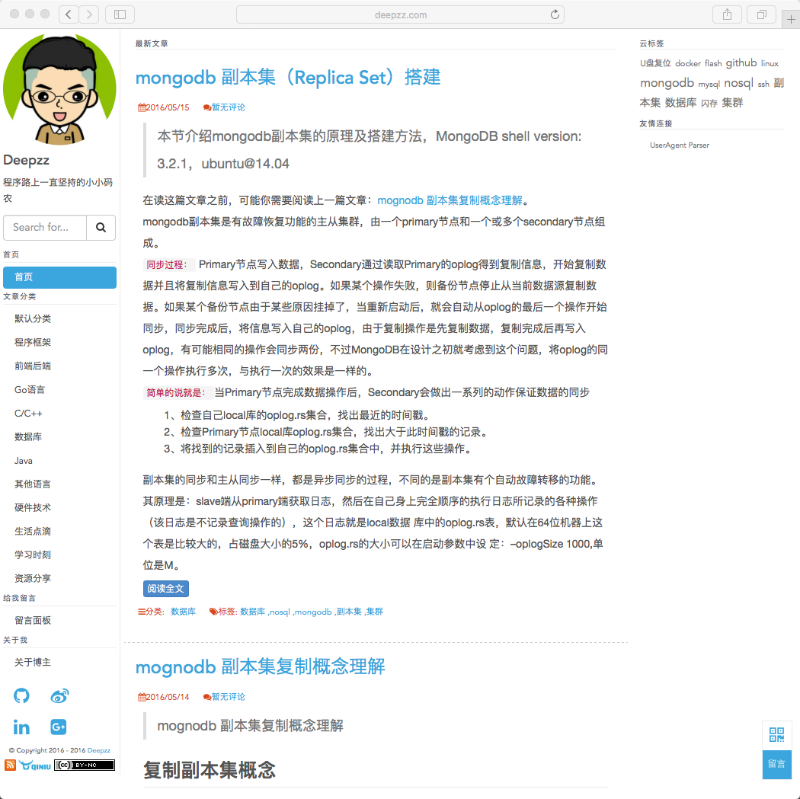 deepzz.com
Deepzz
程序路上一直坚持的小小码
农
Search for...
首页
首页
文章分类
默认分类
程序框架
前端后端
Go语言
C/C++
数据库
Java
其他语言
硬件技术
生活点滴
学习时刻
资源分享
给我留言
留言面板
关于我
关于博主
© Copyright 2016 - 2016 Deepzz
QINIU
cc BY-NC
最新文章
mongodb 副本集（Replica Set）搭建
2016/05/15 暂无评论
本节介绍mongodb副本集的原理及搭建方法，MongoDB shell version:
3.2.1，ubuntu@14.04
在读这篇文章之前，可能你需要阅读上一篇文章：mognodb 副本集复制概念理解。
mongodb副本集是有故障恢复功能的主从集群，由一个primary节点和一个或多个secondary节点组
成。
同步过程： Primary节点写入数据，Secondary通过读取Primary的oplog得到复制信息，开始复制数
据并且将复制信息写入到自己的oplog。如果某个操作失败，则备份节点停止从当前数据源复制数
据。如果某个备份节点由于某些原因挂掉了，当重新启动后，就会自动从oplog的最后一个操作开始
同步，同步完成后，将信息写入自己的oplog，由于复制操作是先复制数据，复制完成后再写入
oplog，有可能相同的操作会同步两份，不过MongoDB在设计之初就考虑到这个问题，将oplog的同
一个操作执行多次，与执行一次的效果是一样的。
简单的说就是： 当Primary节点完成数据操作后，Secondary会做出一系列的动作保证数据的同步
1、检查自己local库的oplog.rs集合，找出最近的时间戳。
2、检查Primary节点local库oplog.rs集合，找出大于此时间戳的记录。
3、将找到的记录插入到自己的oplog.rs集合中，并执行这些操作。
副本集的同步和主从同步一样，都是异步同步的过程，不同的是副本集有个自动故障转移的功能。
其原理是：slave端从primary端获取日志，然后在自己身上完全顺序的执行日志所记录的各种操作
（该日志是不记录查询操作的），这个日志就是local数据 库中的oplog.rs表，默认在64位机器上这
个表是比较大的，占磁盘大小的5%，oplog.rs的大小可以在启动参数中设 定：–oplogSize 1000,单
位是M。
阅读全文
分类： 数据库 标签: 数据库 ,nosql ,mongodb ,副本集 ,集群
mognodb 副本集复制概念理解
2016/05/14 暂无评论
mognodb 副本集复制概念理解
复制副本集概念
云标签
U盘复位 docker flash github linux
mongodb mysql nosql ssh 副
本集 数据库 闪存 集群
友情连接
UserAgent Parser
留言